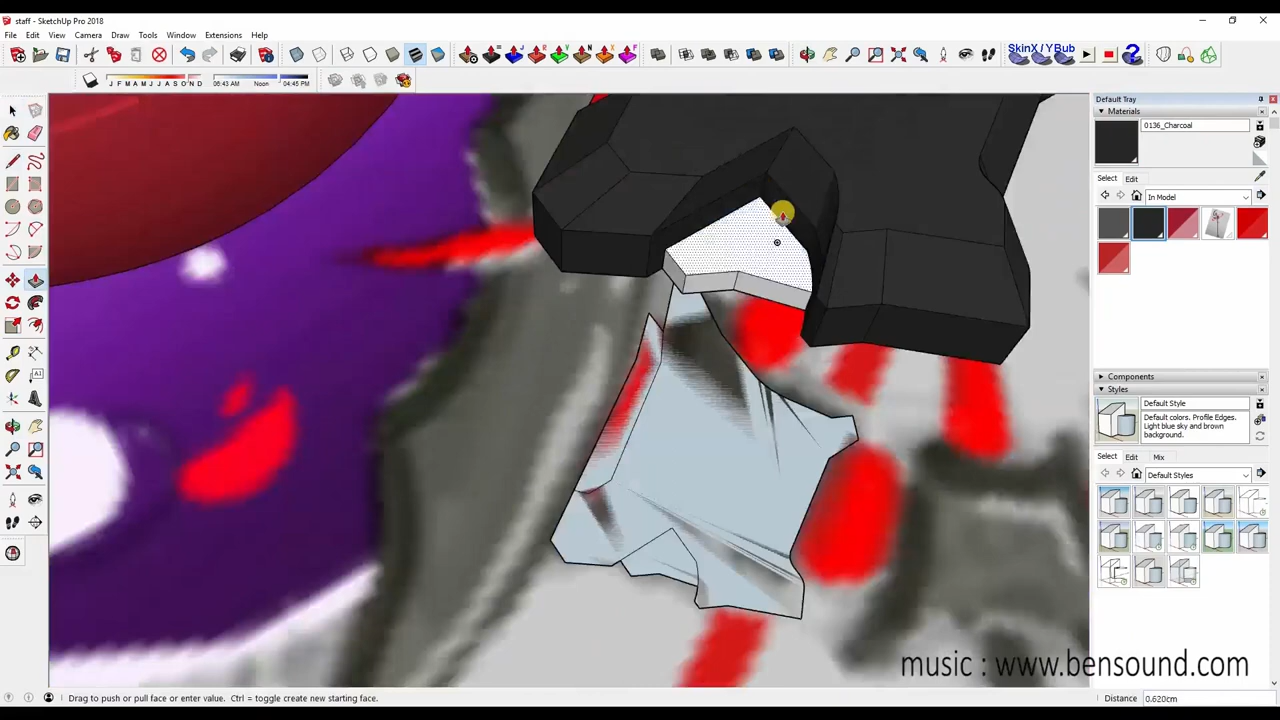 staff - SketchUp Pro 2018
File Edit View Camera Draw Tools Window Extensions Help
SkinX / YBub
J F M A M J J A S O N D 06:43 AM Noon 04:45 PM
Default Tray
Materials
0136_Charcoal
Select Edit
In Model
Components
Styles
Default Style
Default colors. Profile Edges.
Light blue sky and brown
background.
Select Edit Mix
Default Styles
music : www.bensound.com
Drag to push or pull face or enter value. Ctrl = toggle create new starting face.
Distance 0.620cm